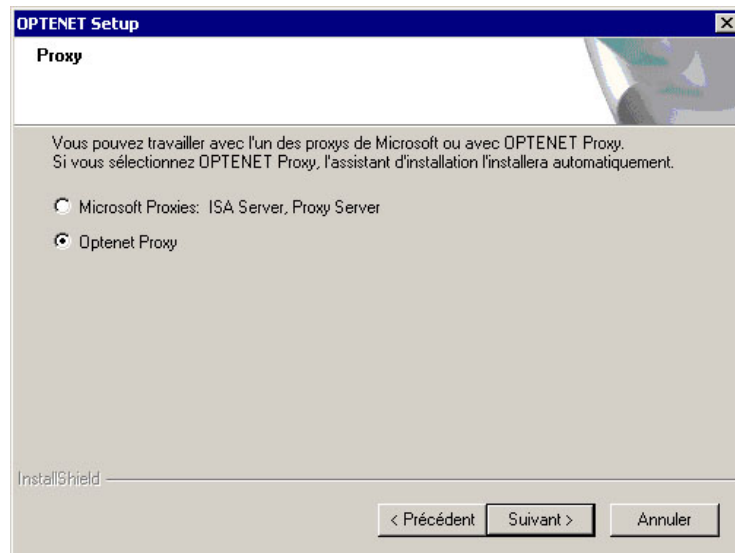 OPTENET Setup
Proxy
Vous pouvez travailler avec l'un des proxys de Microsoft ou avec OPTENET Proxy.
Si vous sélectionnez OPTENET Proxy, l'assistant d'installation l'installera automatiquement.
Microsoft Proxies: ISA Server, Proxy Server
Optenet Proxy
InstallShield
< Précédent Suivant > Annuler